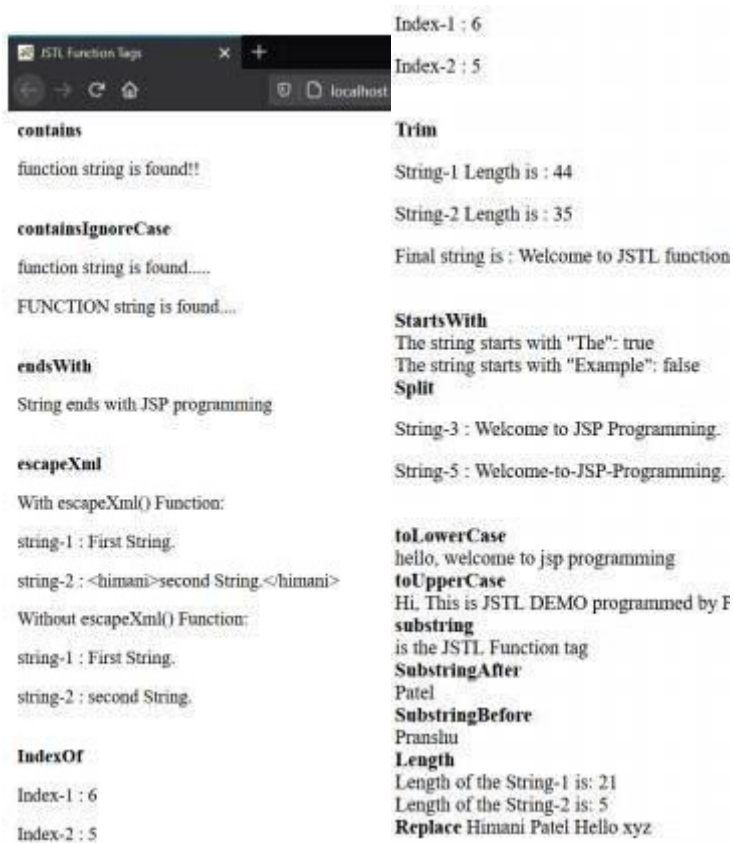 JSTL Function Tags
localhost
contains
function string is found!!
containsIgnoreCase
function string is found.....
FUNCTION string is found....
endsWith
String ends with JSP programming
escapeXml
With escapeXml() Function:
string-1 : First String.
string-2 : <himani>second String.</himani>
Without escapeXml() Function:
string-1 : First String.
string-2 : second String.
IndexOf
Index-1 : 6
Index-2 : 5
Index-1 : 6
Index-2 : 5
Trim
String-1 Length is : 44
String-2 Length is : 35
Final string is : Welcome to JSTL function
StartsWith
The string starts with "The": true
The string starts with "Example": false
Split
String-3 : Welcome to JSP Programming.
String-5 : Welcome-to-JSP-Programming.
toLowerCase
hello, welcome to jsp programming
toUpperCase
Hi, This is JSTL DEMO programmed by
substring
is the JSTL Function tag
SubstringAfter
Patel
SubstringBefore
Pranshu
Length
Length of the String-1 is: 21
Length of the String-2 is: 5
Replace Himani Patel Hello xyz